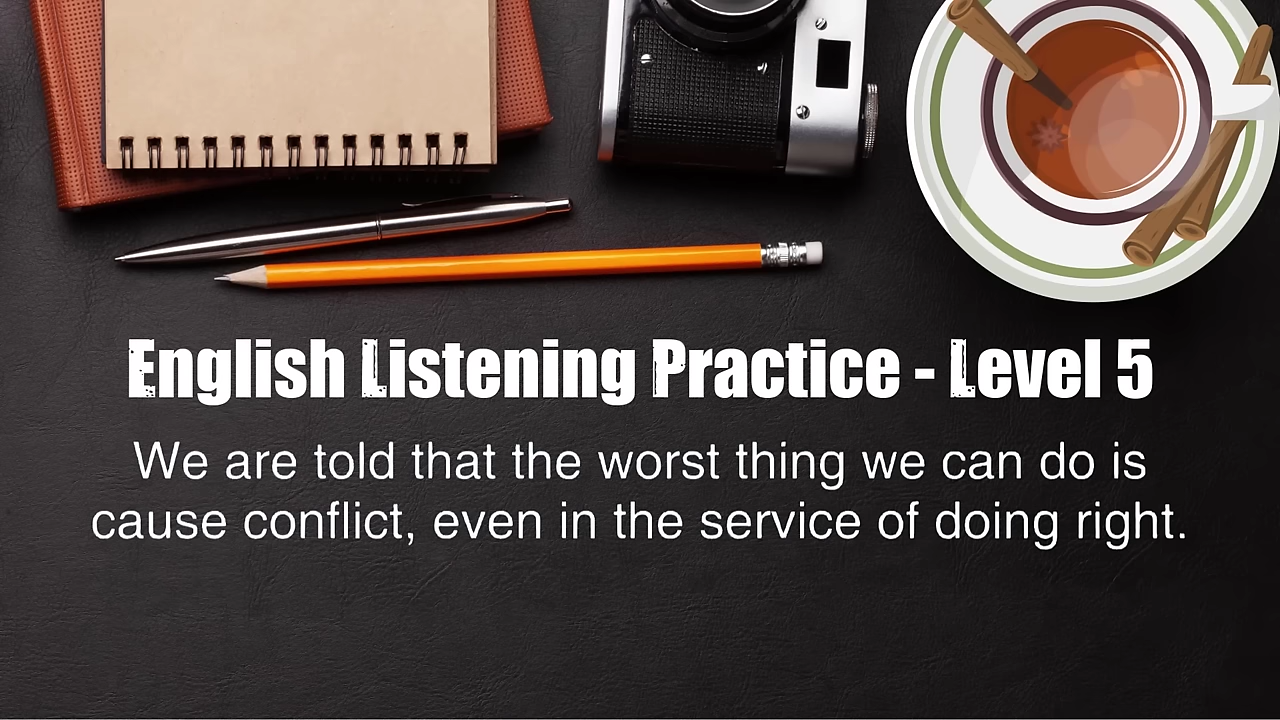 English Listening Practice - Level 5
We are told that the worst thing we can do is
cause conflict, even in the service of doing right.